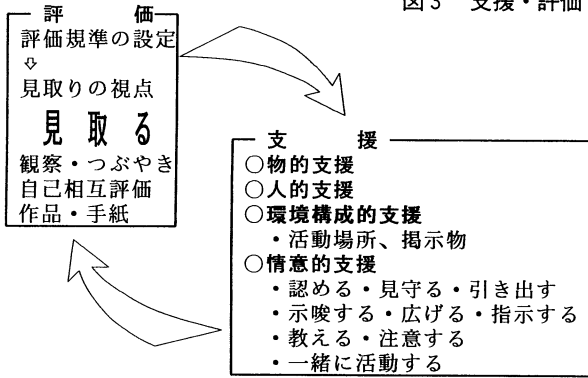 図3 支援・評価
評価
評価規準の設定
⇩
見取りの視点
見取る
観察・つぶやき
自己相互評価
作品・手紙
支援
○物的支援
○人的支援
○環境構成的支援
・活動場所、掲示物
○情意的支援
・認める・見守る・引き出す
・示唆する・広げる・指示する
・教える・注意する
・一緒に活動する